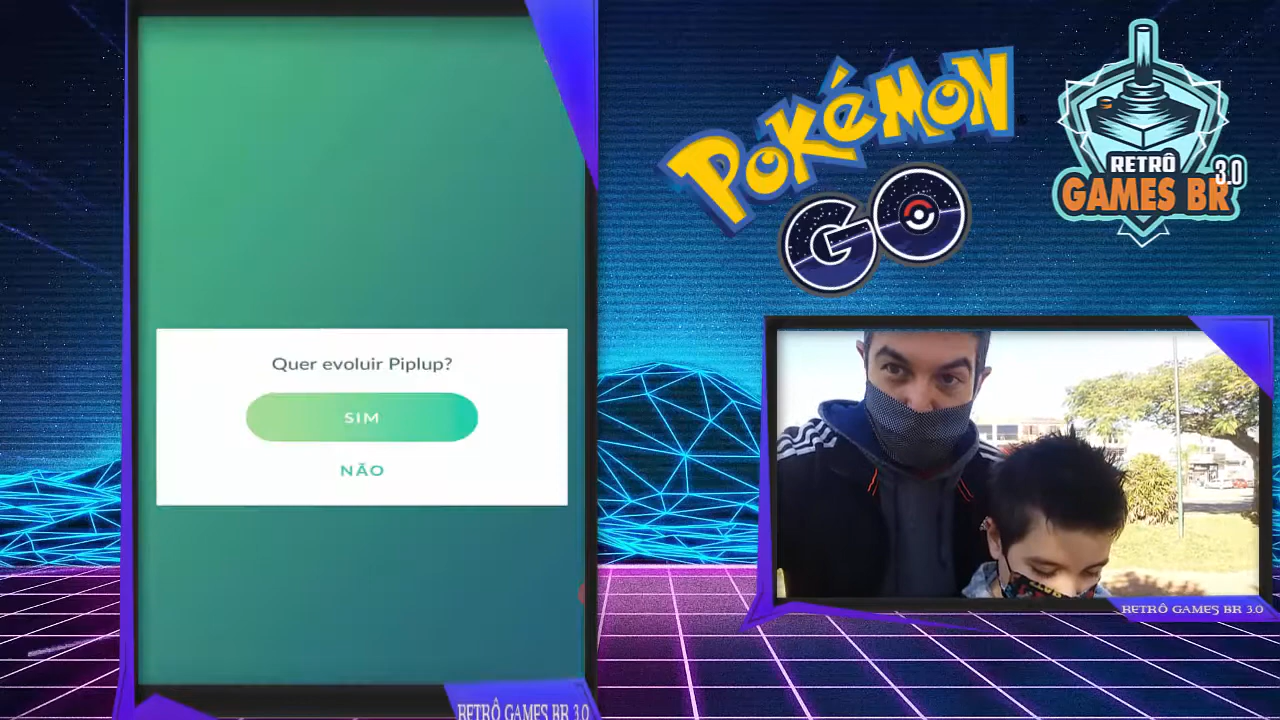 Quer evoluir Piplup?
SIM
NÃO
RETRÔ GAMES BR 3.0
POKéMON
GO
RETRÔ
GAMES BR
3.0
RETRÔ GAMES BR 3.0